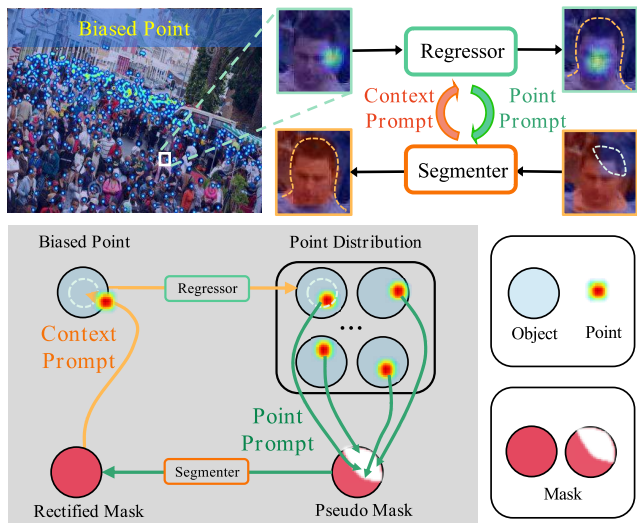 Biased Point
Regressor
Context
Prompt
Point
Prompt
Segmenter
Biased Point
Point Distribution
Regressor
Context
Prompt
...
Point
Prompt
Segmenter
Rectified Mask
Pseudo Mask
Object
Point
Mask